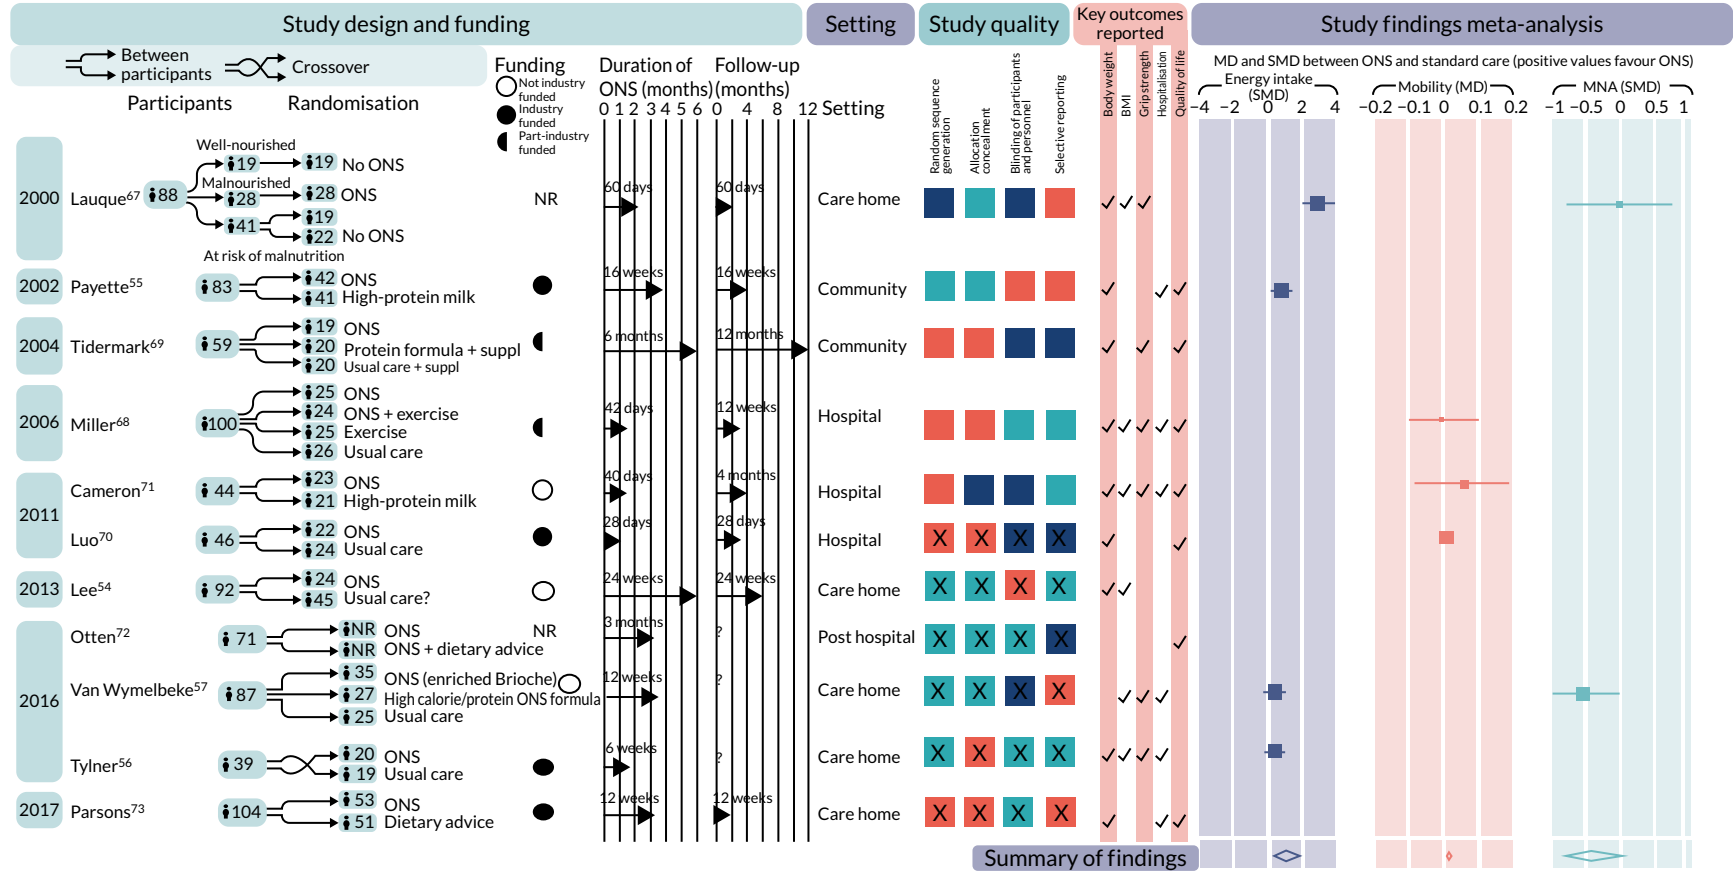 Study design and funding
Setting
Study quality
Key outcomes
reported
Study findings meta-analysis
Between
participants
Crossover
Participants
Randomisation
Funding
Not industry
funded
Industry
funded
Part-industry
funded
Duration of
ONS (months)
0 1 2 3 4 5 6
Follow-up
(months)
0 4 8 12
Setting
Random sequence
generation
Allocation
concealment
Blinding of participants
and personnel
Selective reporting
Body weight
BMI
Grip strength
Hospitalisation
Quality of life
MD and SMD between ONS and standard care (positive values favour ONS)
Energy intake
(SMD)
−4 −2 0 2 4
Mobility (MD)
−0.2 −0.1 0 0.1 0.2
MNA (SMD)
−1 −0.5 0 0.5 1
2000
Lauque67
88
Well-nourished
19
19
No ONS
Malnourished
28
28
ONS
41
19
22
No ONS
At risk of malnutrition
NR
60 days
60 days
Care home
2002
Payette55
83
42
ONS
41
High-protein milk
16 weeks
16 weeks
Community
2004
Tidermark69
59
19
ONS
20
Protein formula + suppl
20
Usual care + suppl
6 months
12 months
Community
2006
Miller68
100
25
ONS
24
ONS + exercise
25
Exercise
26
Usual care
42 days
12 weeks
Hospital
2011
Cameron71
44
23
ONS
21
High-protein milk
40 days
4 months
Hospital
Luo70
46
22
ONS
24
Usual care
28 days
28 days
Hospital
X X X X
2013
Lee54
92
24
ONS
45
Usual care?
24 weeks
24 weeks
Care home
X X X X
2016
Otten72
71
NR
ONS
NR
ONS + dietary advice
NR
3 months
?
Post hospital
X X X X
Van Wymelbeke57
87
35
ONS (enriched Brioche)
27
High calorie/protein ONS formula
25
Usual care
12 weeks
?
Care home
X X X X
Tylner56
39
20
ONS
19
Usual care
6 weeks
?
Care home
X X X X
2017
Parsons73
104
53
ONS
51
Dietary advice
12 weeks
12 weeks
Care home
X X X X
Summary of findings